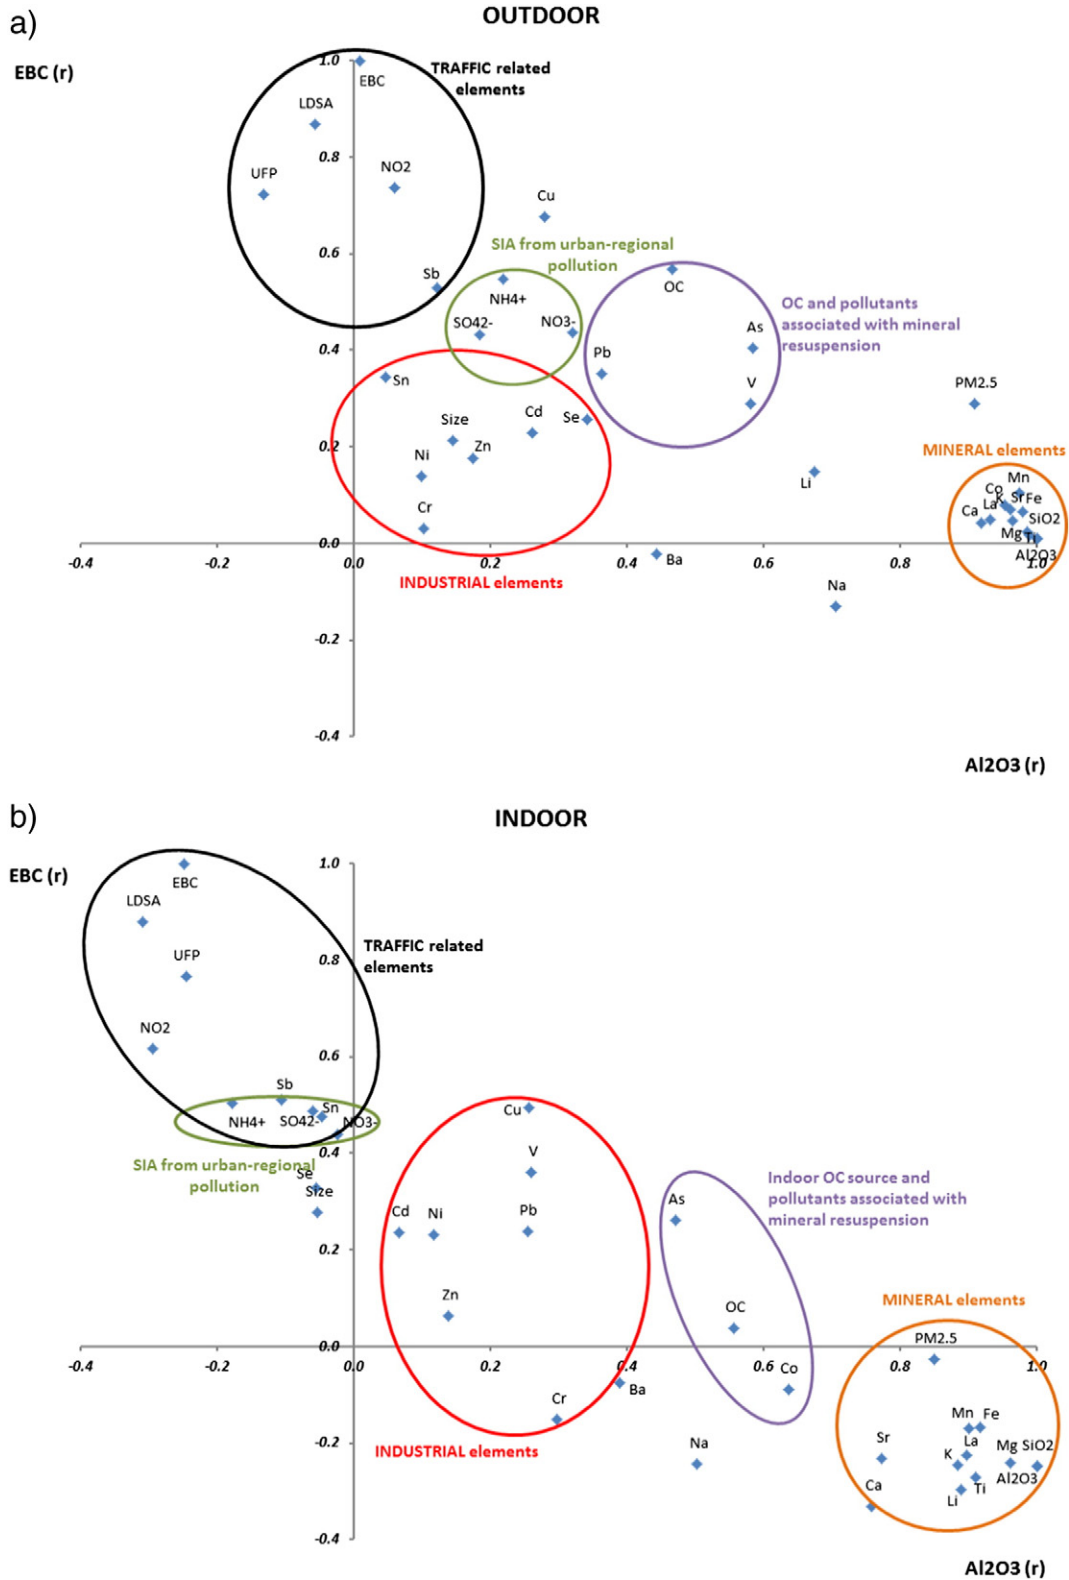 a)
OUTDOOR
EBC (r)
1.0
TRAFFIC related
elements
EBC
LDSA
0.8
UFP
NO2
Cu
0.6
SIA from urban-regional
pollution
Sb
NH4+
OC
OC and pollutants
associated with mineral
resuspension
SO42-
NO3-
As
0.4
Pb
Sn
V
PM2.5
Size
Cd
Se
0.2
Zn
MINERAL elements
Ni
Li
Mn
Co
K
Sr
Fe
La
Ca
SiO2
Cr
Mg
Ti
Al2O3
-0.4
-0.2
0.0
0.0
0.2
0.4
0.6
0.8
1.0
Ba
INDUSTRIAL elements
Na
-0.2
-0.4
Al2O3 (r)
b)
INDOOR
EBC (r)
1.0
EBC
LDSA
TRAFFIC related
elements
UFP
0.8
NO2
0.6
Sb
Sn
NH4+
SO42-
NO3-
Cu
0.4
SIA from urban-regional
pollution
Se
Size
V
Indoor OC source and
pollutants associated with
mineral resuspension
As
Cd
Ni
Pb
0.2
Zn
OC
MINERAL elements
PM2.5
-0.4
-0.2
0.0
0.0
0.2
0.4
0.6
0.8
1.0
Co
Ba
Cr
Mn
Fe
INDUSTRIAL elements
Na
-0.2
Sr
La
K
Mg
SiO2
Al2O3
Ca
Ti
Li
-0.4
Al2O3 (r)